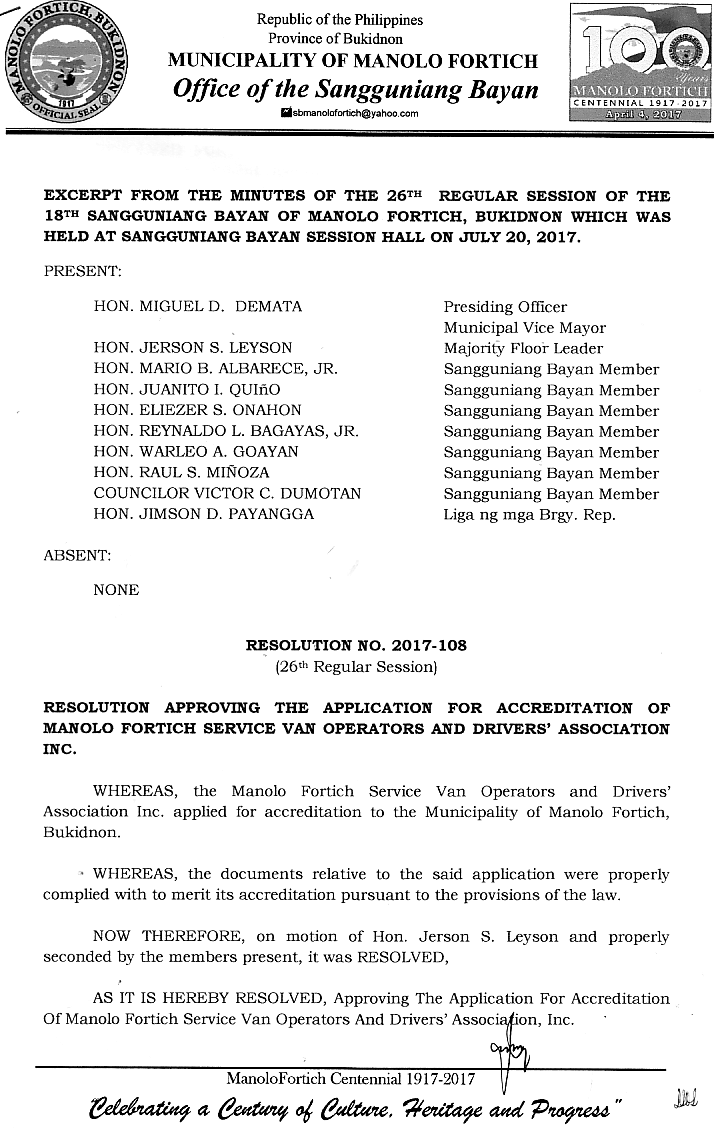 MANOLO FORTICH, BUKIDNON
1917
OFFICIAL SEAL
Republic of the Philippines
Province of Bukidnon
MUNICIPALITY OF MANOLO FORTICH
Office of the Sangguniang Bayan
sbmanolofortich@yahoo.com
100
Years
MANOLO FORTICH
CENTENNIAL 1917-2017
April 4, 2017
EXCERPT FROM THE MINUTES OF THE 26TH REGULAR SESSION OF THE
18TH SANGGUNIANG BAYAN OF MANOLO FORTICH, BUKIDNON WHICH WAS
HELD AT SANGGUNIANG BAYAN SESSION HALL ON JULY 20, 2017.
PRESENT:
HON. MIGUEL D. DEMATA Presiding Officer
Municipal Vice Mayor
HON. JERSON S. LEYSON Majority Floor Leader
HON. MARIO B. ALBARECE, JR. Sangguniang Bayan Member
HON. JUANITO I. QUIñO Sangguniang Bayan Member
HON. ELIEZER S. ONAHON Sangguniang Bayan Member
HON. REYNALDO L. BAGAYAS, JR. Sangguniang Bayan Member
HON. WARLEO A. GOAYAN Sangguniang Bayan Member
HON. RAUL S. MIÑOZA Sangguniang Bayan Member
COUNCILOR VICTOR C. DUMOTAN Sangguniang Bayan Member
HON. JIMSON D. PAYANGGA Liga ng mga Brgy. Rep.
ABSENT:
NONE
RESOLUTION NO. 2017-108
(26th Regular Session)
RESOLUTION APPROVING THE APPLICATION FOR ACCREDITATION OF
MANOLO FORTICH SERVICE VAN OPERATORS AND DRIVERS' ASSOCIATION
INC.
WHEREAS, the Manolo Fortich Service Van Operators and Drivers'
Association Inc. applied for accreditation to the Municipality of Manolo Fortich,
Bukidnon.
WHEREAS, the documents relative to the said application were properly
complied with to merit its accreditation pursuant to the provisions of the law.
NOW THEREFORE, on motion of Hon. Jerson S. Leyson and properly
seconded by the members present, it was RESOLVED,
AS IT IS HEREBY RESOLVED, Approving The Application For Accreditation
Of Manolo Fortich Service Van Operators And Drivers' Association, Inc.
ManoloFortich Centennial 1917-2017
"Celebrating a Century of Culture, Heritage and Progress"